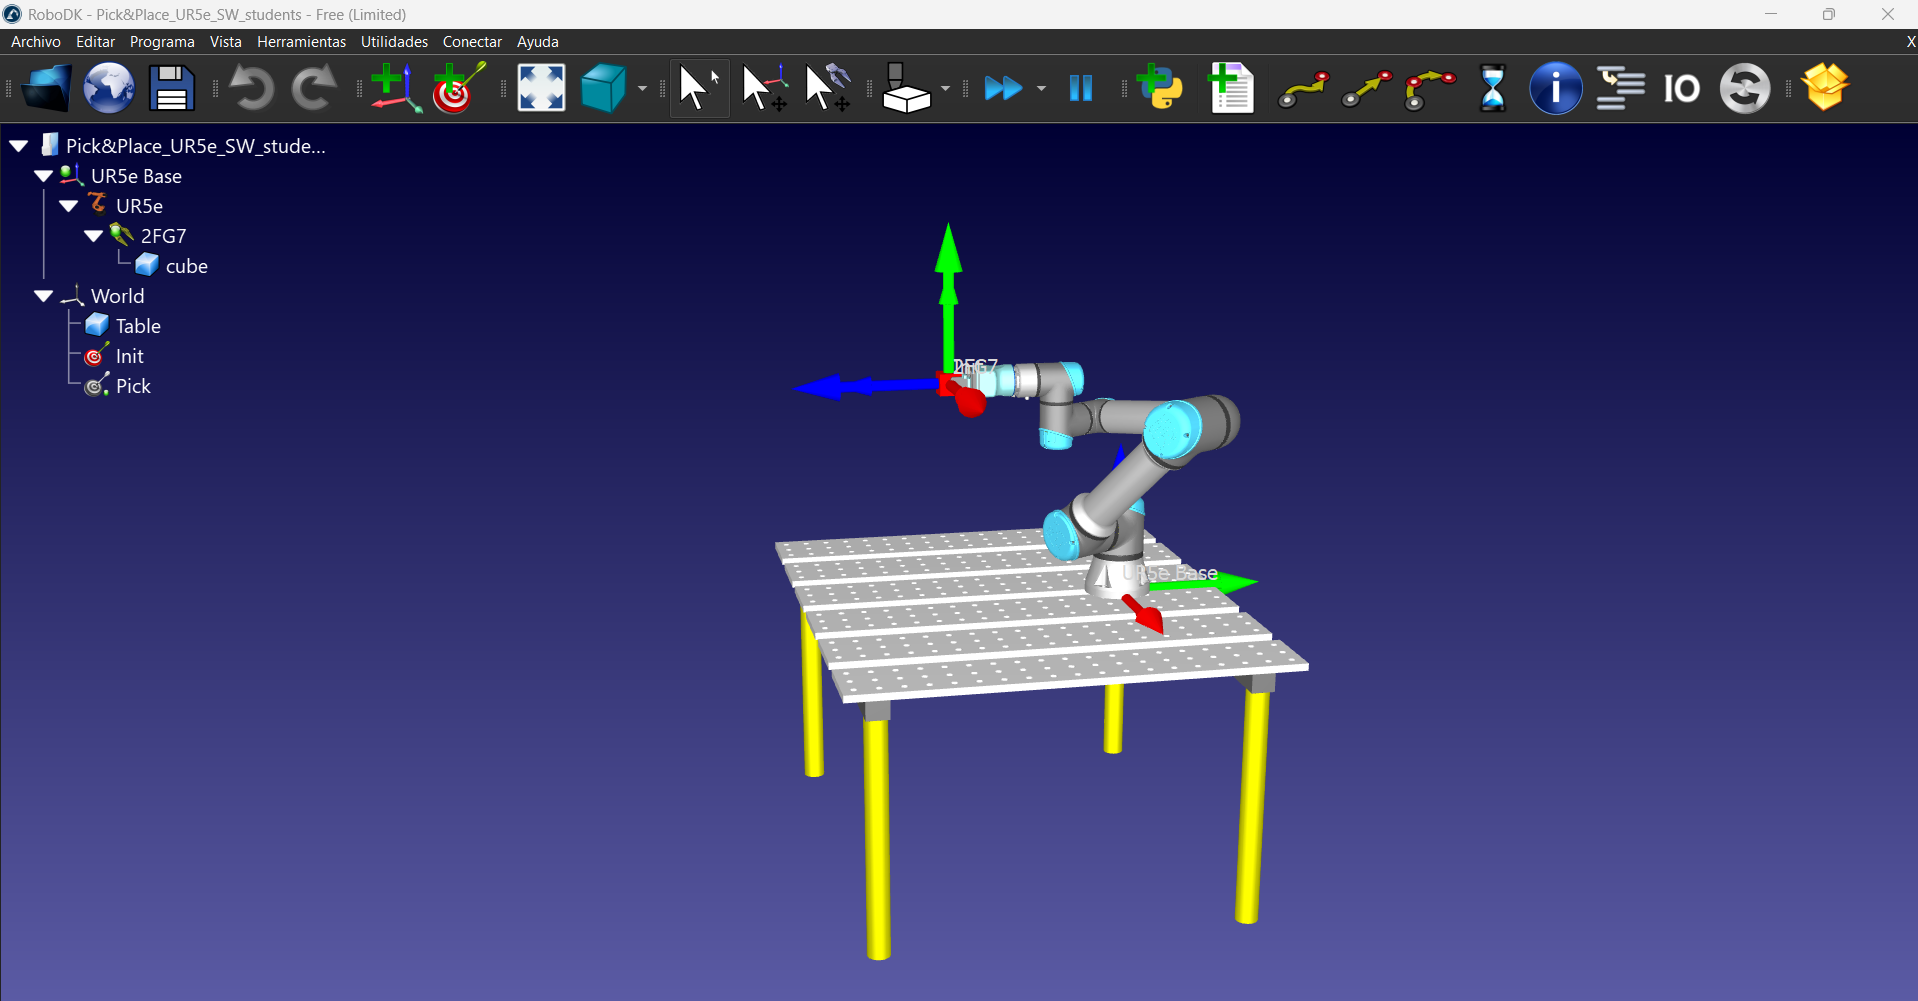 RoboDK - Pick&Place_UR5e_SW_students - Free (Limited)
Archivo Editar Programa Vista Herramientas Utilidades Conectar Ayuda X
IO
Pick&Place_UR5e_SW_stude...
UR5e Base
UR5e
2FG7
cube
World
Table
Init
Pick
2FG7
UR5e Base